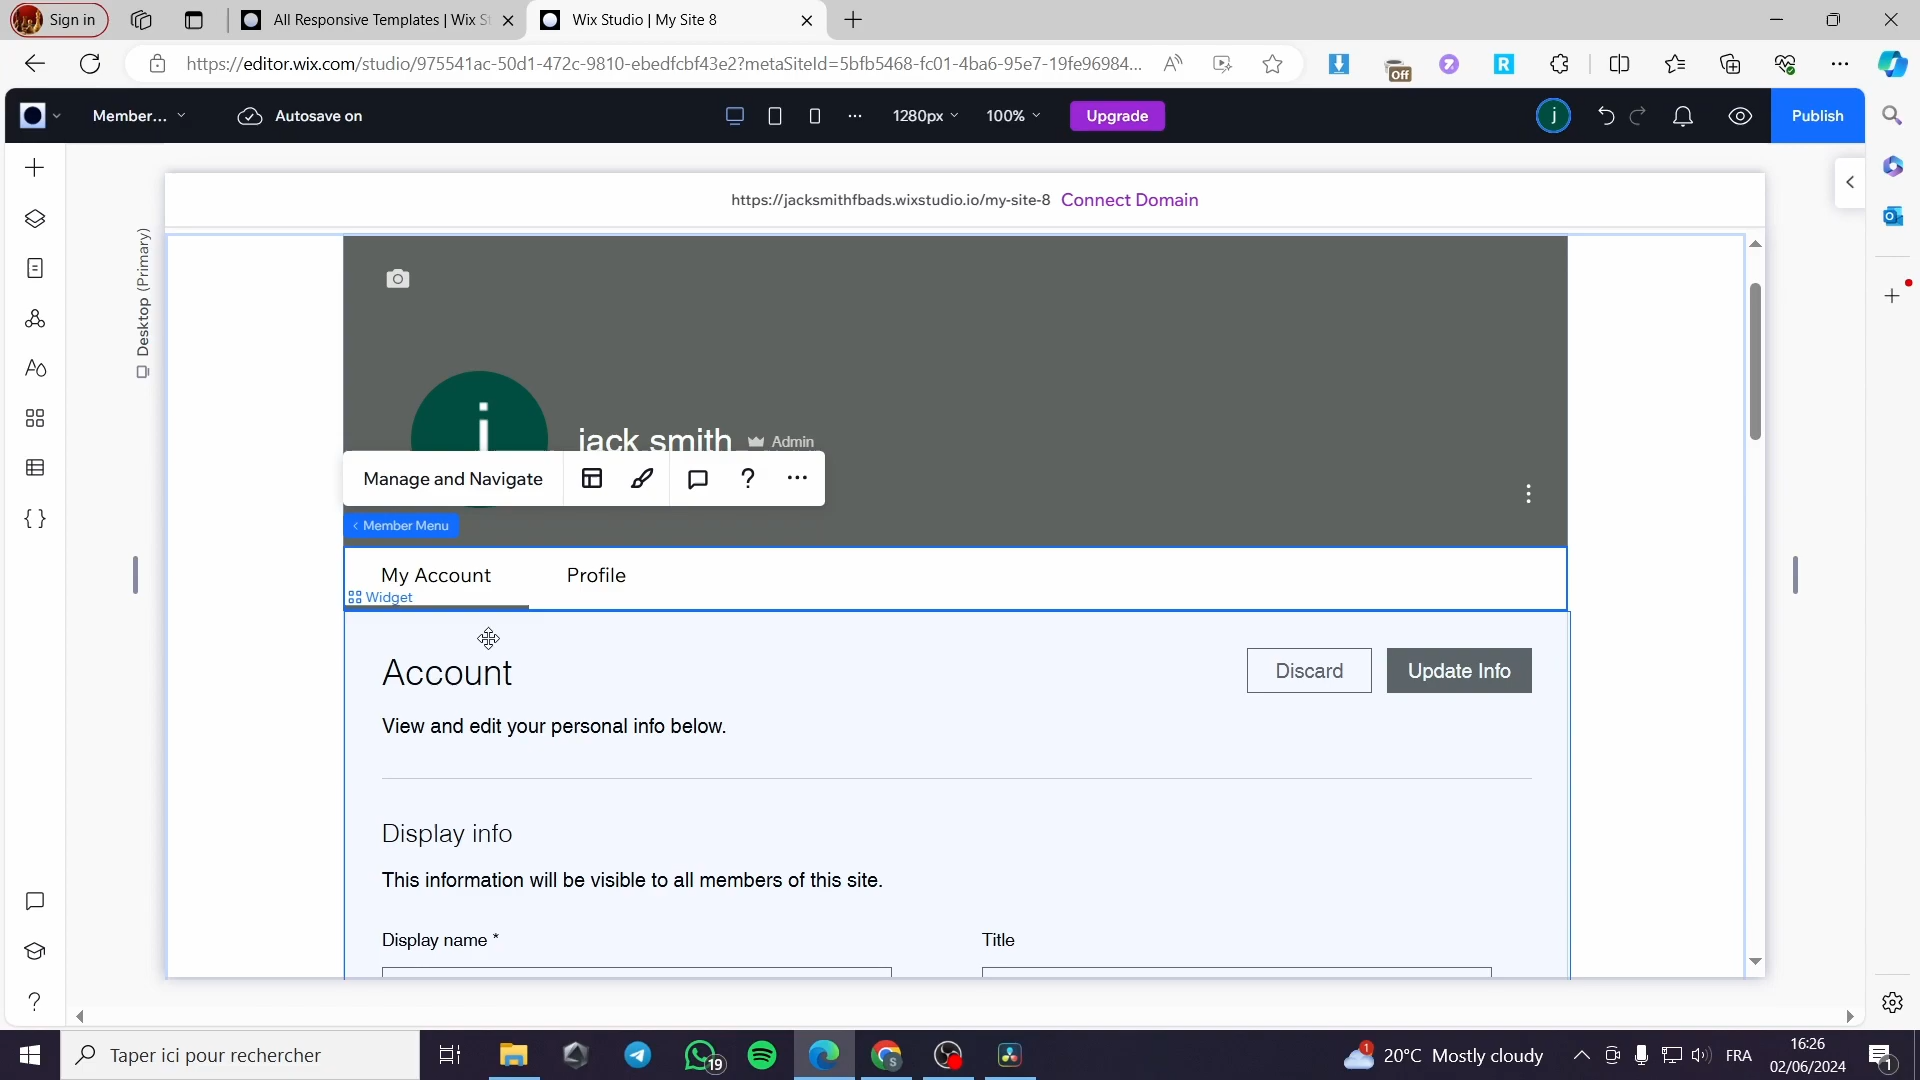 Sign in
All Responsive Templates | Wix S
Wix Studio | My Site 8
https://editor.wix.com/studio/975541ac-50d1-472c-9810-ebedfcbf43e2?metaSiteId=5bfb5468-fc01-4ba6-95e7-19fe96984...
Off
Member...
Autosave on
1280px
100%
Upgrade
j
Publish
https://jacksmithfbads.wixstudio.io/my-site-8 Connect Domain
Desktop (Primary)
j
jack smith
Admin
Manage and Navigate
Member Menu
My Account
Profile
Widget
Account
Discard
Update Info
View and edit your personal info below.
Display info
This information will be visible to all members of this site.
Display name *
Title
Taper ici pour rechercher
19
1
20°C Mostly cloudy
FRA
16:26
02/06/2024
1